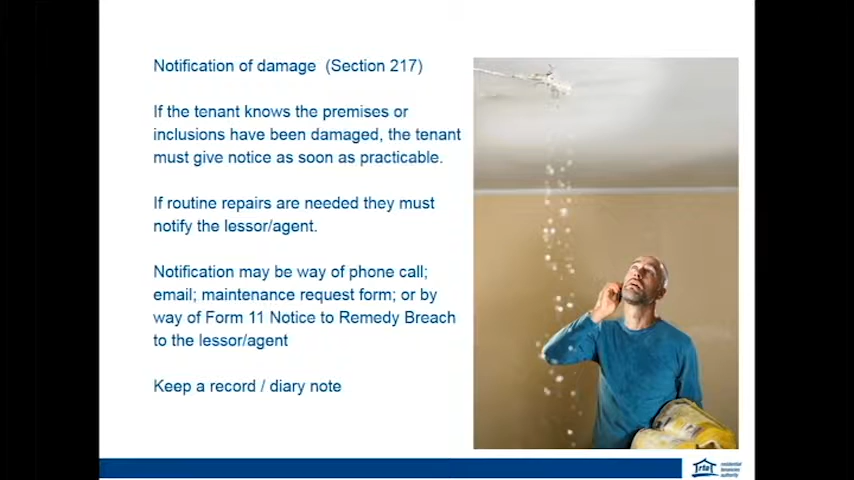 Notification of damage (Section 217)
If the tenant knows the premises or
inclusions have been damaged, the tenant
must give notice as soon as practicable.
If routine repairs are needed they must
notify the lessor/agent.
Notification may be way of phone call;
email; maintenance request form; or by
way of Form 11 Notice to Remedy Breach
to the lessor/agent
Keep a record / diary note
rta
residential
tenancies
authority